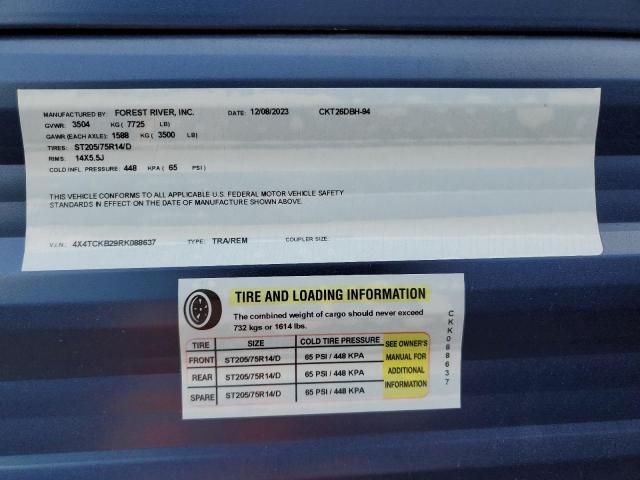 MANUFACTURED BY: FOREST RIVER, INC. DATE: 12/08/2023 CKT26DBH-94
GVWR: 3504 KG( 7725 LB)
GAWR (EACH AXLE): 1588 KG( 3500 LB)
TIRES: ST205/75R14/D
RIMS: 14X5.5J
COLD INFL. PRESSURE: 448 KPA ( 65 PSI )
THIS VEHICLE CONFORMS TO ALL APPLICABLE U.S. FEDERAL MOTOR VEHICLE SAFETY
STANDARDS IN EFFECT ON THE DATE OF MANUFACTURE SHOWN ABOVE.
V.I.N.: 4X4TCKB29RK088637 TYPE: TRA/REM COUPLER SIZE:
TIRE AND LOADING INFORMATION
The combined weight of cargo should never exceed
732 kgs or 1614 lbs.
TIRE SIZE COLD TIRE PRESSURE
FRONT ST205/75R14/D 65 PSI / 448 KPA
REAR ST205/75R14/D 65 PSI / 448 KPA
SPARE ST205/75R14/D 65 PSI / 448 KPA
SEE OWNER'S
MANUAL FOR
ADDITIONAL
INFORMATION
CKK088637